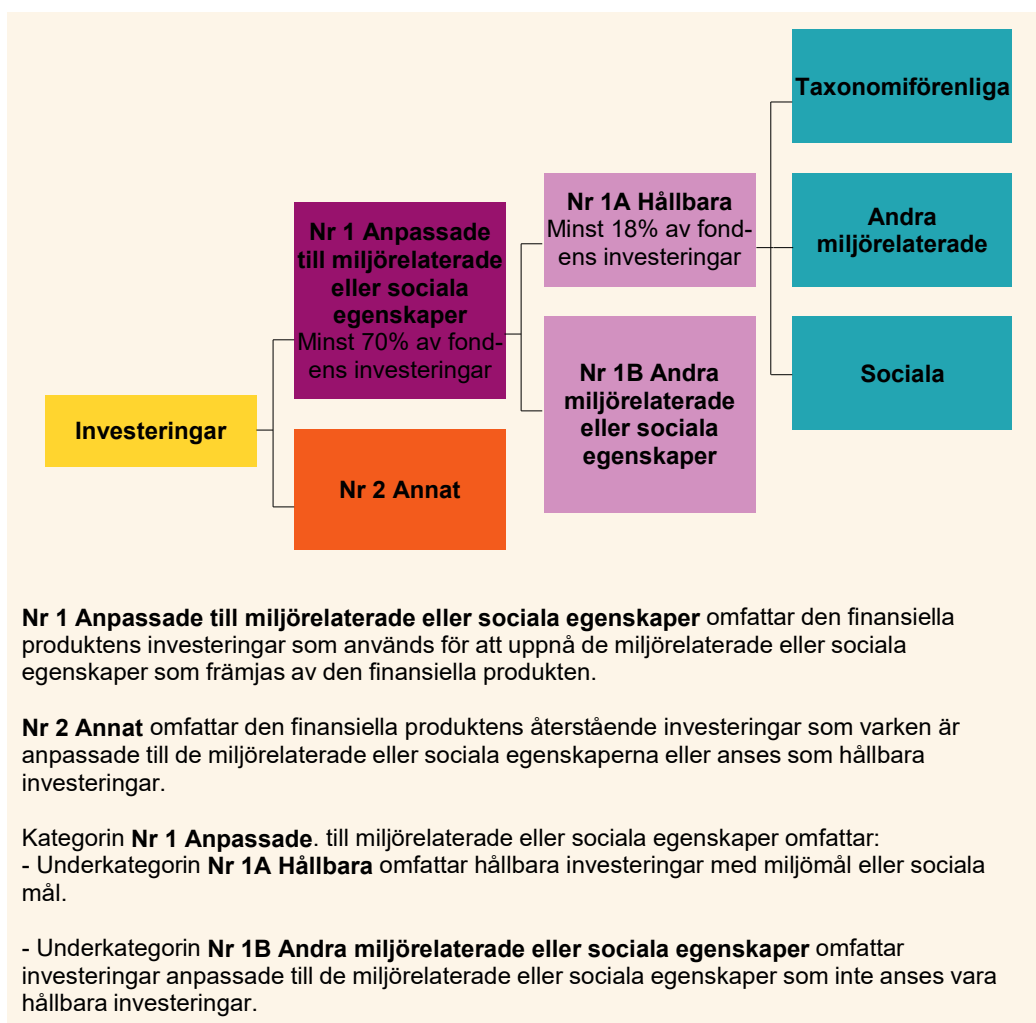 Investeringar
Nr 1 Anpassade
till miljörelaterade
eller sociala
egenskaper
Minst 70% av fond-
ens investeringar
Nr 2 Annat
Nr 1A Hållbara
Minst 18% av fond-
ens investeringar
Nr 1B Andra
miljörelaterade
eller sociala
egenskaper
Taxonomiförenliga
Andra
miljörelaterade
Sociala
Nr 1 Anpassade till miljörelaterade eller sociala egenskaper omfattar den finansiella
produktens investeringar som används för att uppnå de miljörelaterade eller sociala
egenskaper som främjas av den finansiella produkten.
Nr 2 Annat omfattar den finansiella produktens återstående investeringar som varken är
anpassade till de miljörelaterade eller sociala egenskaperna eller anses som hållbara
investeringar.
Kategorin Nr 1 Anpassade. till miljörelaterade eller sociala egenskaper omfattar:
- Underkategorin Nr 1A Hållbara omfattar hållbara investeringar med miljömål eller sociala
mål.
- Underkategorin Nr 1B Andra miljörelaterade eller sociala egenskaper omfattar
investeringar anpassade till de miljörelaterade eller sociala egenskaper som inte anses vara
hållbara investeringar.